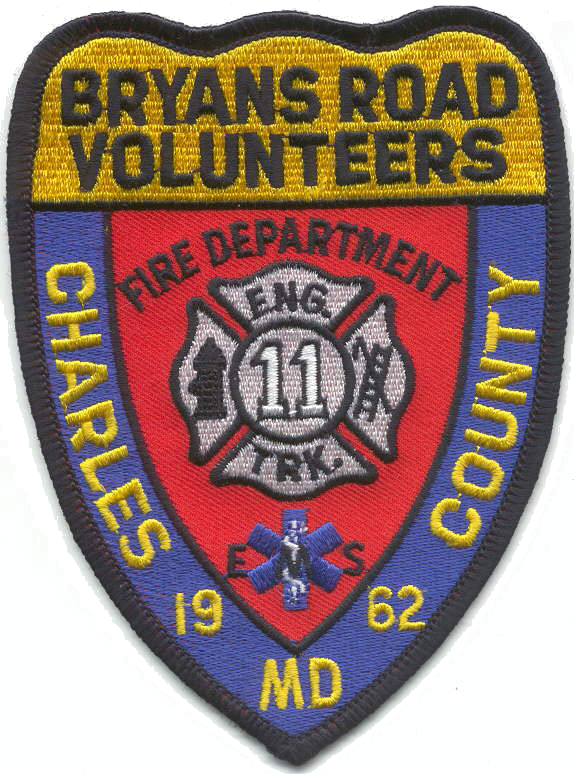 BRYANS ROAD
VOLUNTEERS
FIRE DEPARTMENT
ENG.
11
TRK.
CHARLES
COUNTY
E M S
19 62
MD